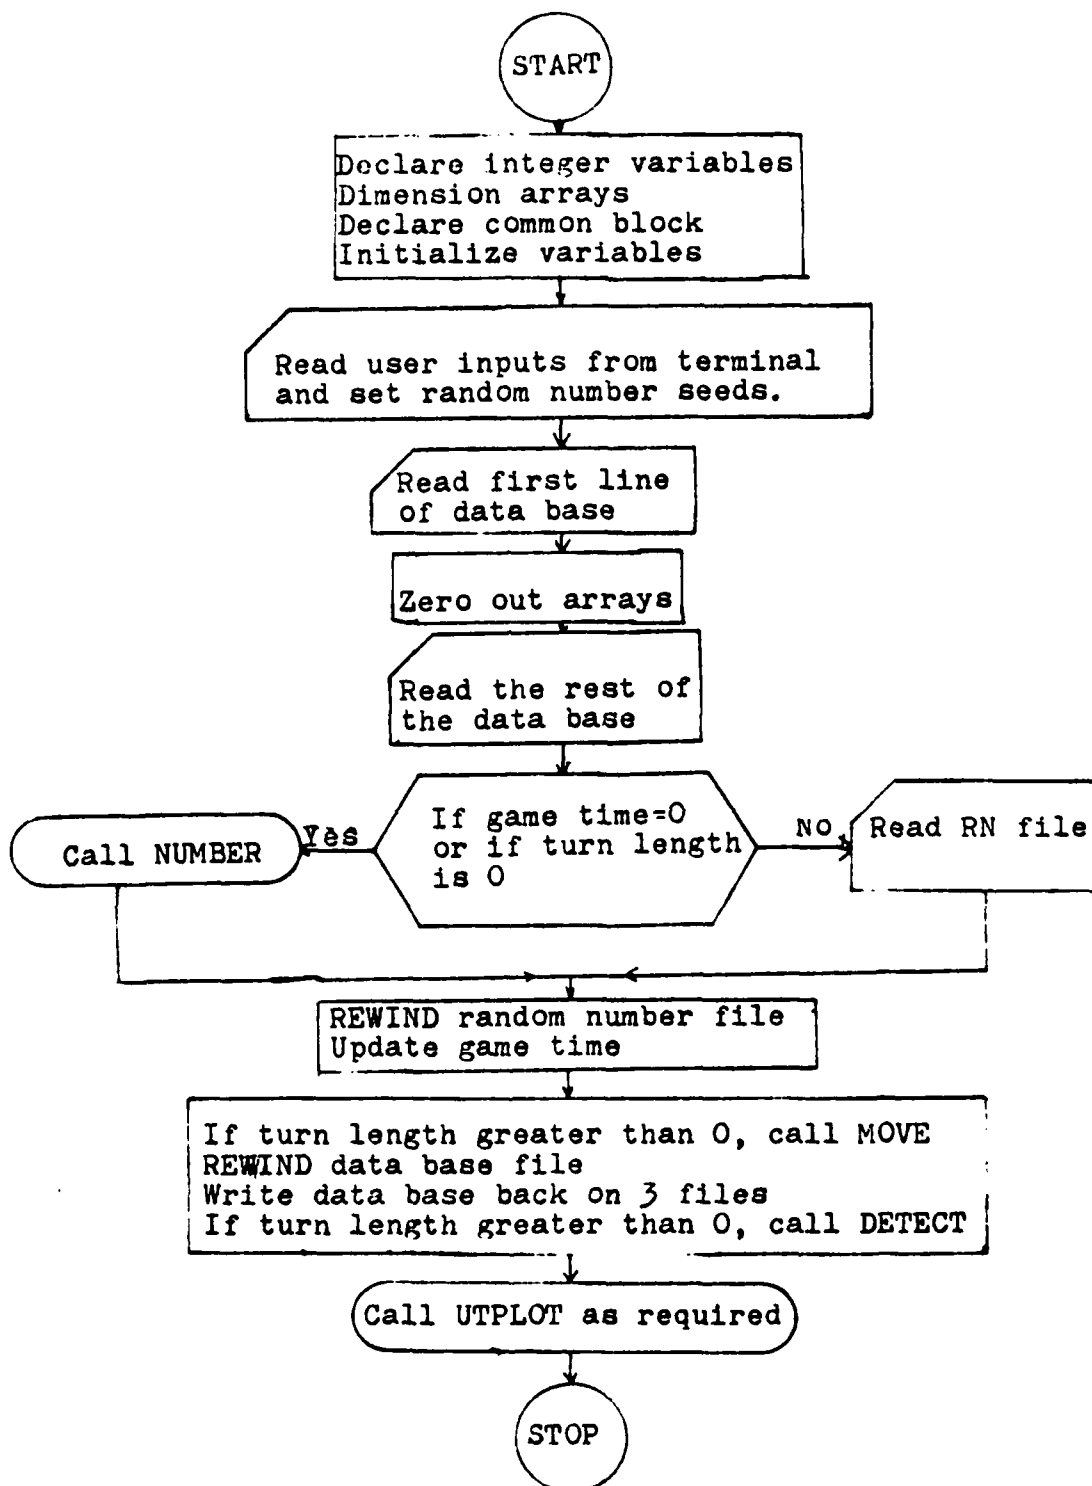 START
Declare integer variables
Dimension arrays
Declare common block
Initialize variables
Read user inputs from terminal
and set random number seeds.
Read first line
of data base
Zero out arrays
Read the rest of
the data base
If game time=0
or if turn length
is 0
Yes
No
Call NUMBER
Read RN file
REWIND random number file
Update game time
If turn length greater than 0, call MOVE
REWIND data base file
Write data base back on 3 files
If turn length greater than 0, call DETECT
Call UTPLOT as required
STOP